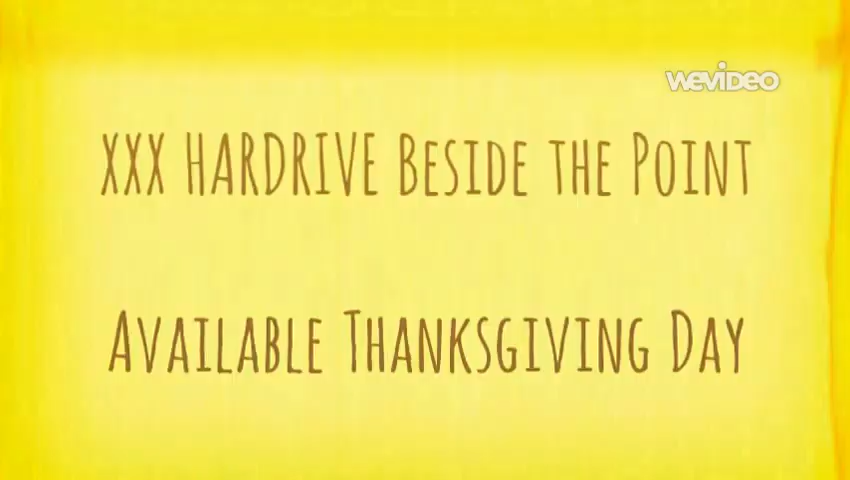 WEVIDEO
XXX HARDRIVE BESIDE THE POINT
AVAILABLE THANKSGIVING DAY